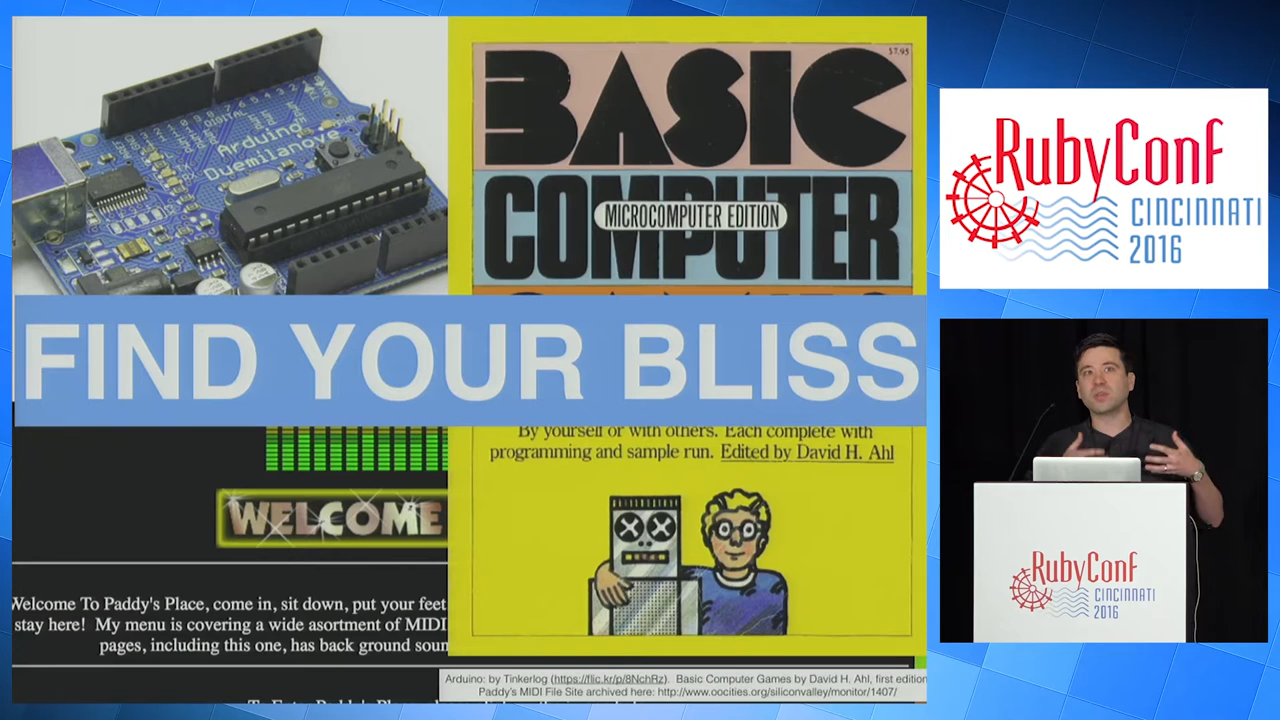 Arduino
Duemilanove
DIGITAL
$7.95
BASIC
COMPUTER
MICROCOMPUTER EDITION
FIND YOUR BLISS
By yourself or with others. Each complete with
programming and sample run. Edited by David H. Ahl
WELCOME
Welcome To Paddy's Place, come in, sit down, put your feet
stay here! My menu is covering a wide asortment of MIDI
pages, including this one, has back ground soun
Arduino: by Tinkerlog (https://flic.kr/p/8NchRz). Basic Computer Games by David H. Ahl, first edition
Paddy's MIDI File Site archived here: http://www.oocities.org/siliconvalley/monitor/1407/
RUBYCONF
CINCINNATI
2016
RUBYCONF
CINCINNATI
2016